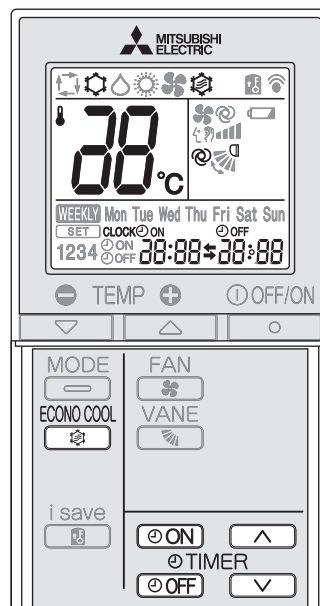 MITSUBISHI
ELECTRIC
88°C
WEEKLY Mon Tue Wed Thu Fri Sat Sun
SET CLOCK ON OFF
1234 ON OFF 88:88 88:88
TEMP OFF/ON
MODE FAN
ECONO COOL VANE
i save
ON
TIMER
OFF